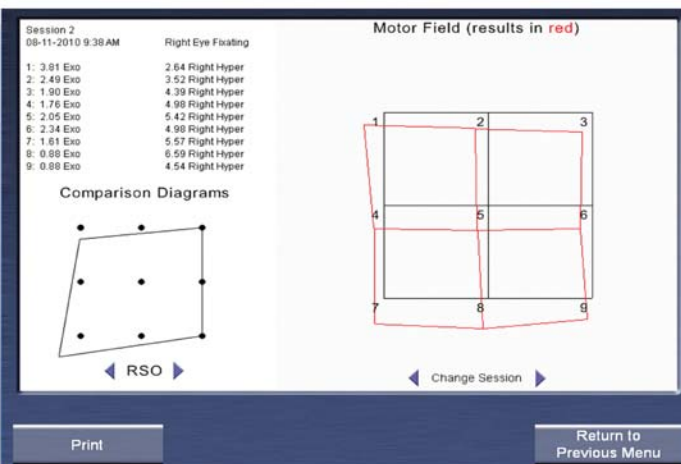 Session 2
08-11-2010 9:38 AM Right Eye Fixating
1: 3.81 Exo 2.64 Right Hyper
2: 2.49 Exo 3.52 Right Hyper
3: 1.90 Exo 4.39 Right Hyper
4: 1.76 Exo 4.98 Right Hyper
5: 2.05 Exo 5.42 Right Hyper
6: 2.34 Exo 4.98 Right Hyper
7: 1.61 Exo 5.57 Right Hyper
8: 0.88 Exo 6.59 Right Hyper
9: 0.88 Exo 4.54 Right Hyper
Comparison Diagrams
RSO
Motor Field (results in red)
1 2 3
4 5 6
7 8 9
Change Session
Print
Return to
Previous Menu